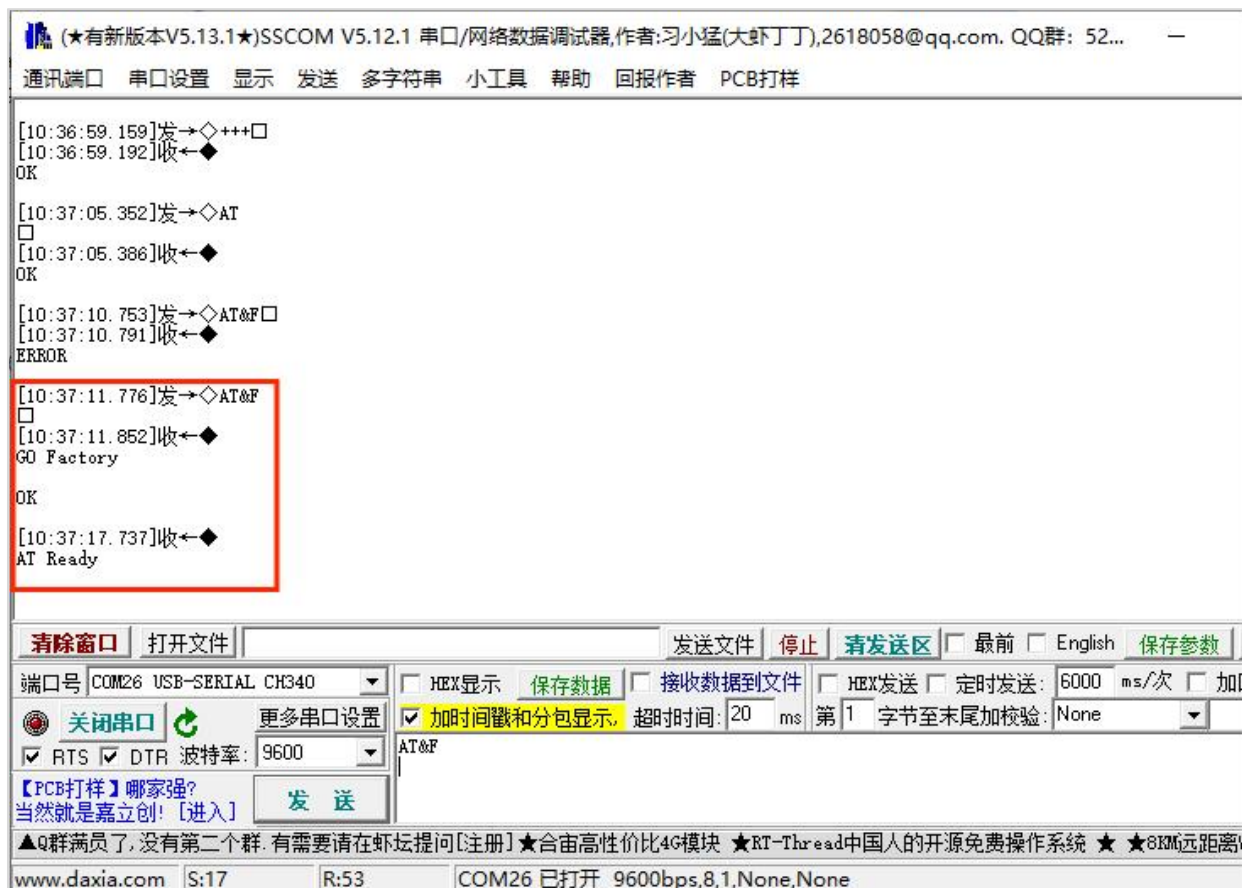 (★有新版本V5.13.1★)SSCOM V5.12.1 串口/网络数据调试器,作者:习小猛(大虾丁丁),2618058@qq.com. QQ群: 52...
通讯端口 串口设置 显示 发送 多字符串 小工具 帮助 回报作者 PCB打样
[10:36:59.159]发→◇+++□
[10:36:59.192]收←◆
OK
[10:37:05.352]发→◇AT
□
[10:37:05.386]收←◆
OK
[10:37:10.753]发→◇AT&F□
[10:37:10.791]收←◆
ERROR
[10:37:11.776]发→◇AT&F
□
[10:37:11.852]收←◆
GO Factory
OK
[10:37:17.737]收←◆
AT Ready
清除窗口 打开文件 发送文件 停止 清发送区 最前 English 保存参数
端口号 COM26 USB-SERIAL CH340 HEX显示 保存数据 接收数据到文件 HEX发送 定时发送: 6000 ms/次 加
关闭串口 更多串口设置 加时间戳和分包显示, 超时时间: 20 ms 第 1 字节至末尾加校验: None
RTS DTR 波特率: 9600
AT&F
【PCB打样】哪家强?
当然就是嘉立创! [进入]
发 送
▲Q群满员了,没有第二个群.有需要请在虾坛提问[注册]★合宙高性价比4G模块 ★RT-Thread中国人的开源免费操作系统 ★ ★8KM远距离
www.daxia.com S:17 R:53 COM26 已打开 9600bps,8,1,None,None